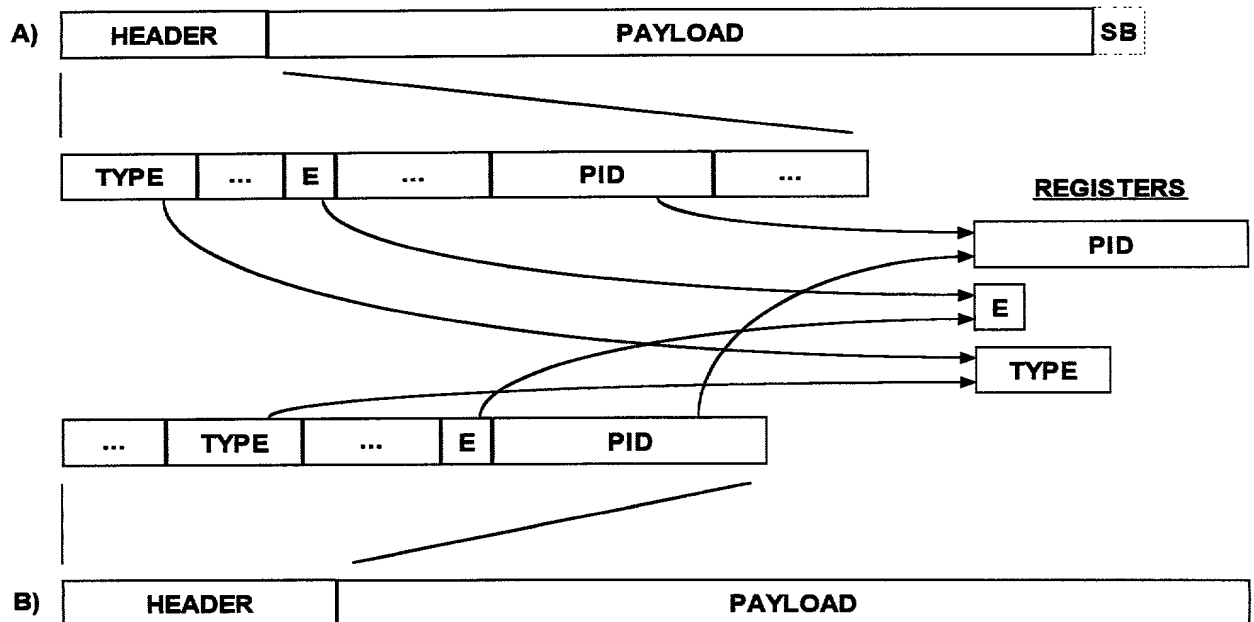 A) HEADER PAYLOAD SB
TYPE ... E ... PID ...
REGISTERS
PID
E
TYPE
... TYPE ... E PID
B) HEADER PAYLOAD